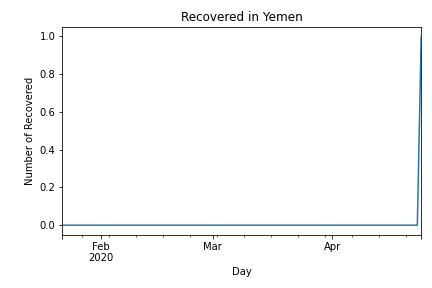 Recovered in Yemen
1.0
0.8
0.6
0.4
0.2
0.0
Number of Recovered
Feb
2020
Mar
Apr
Day